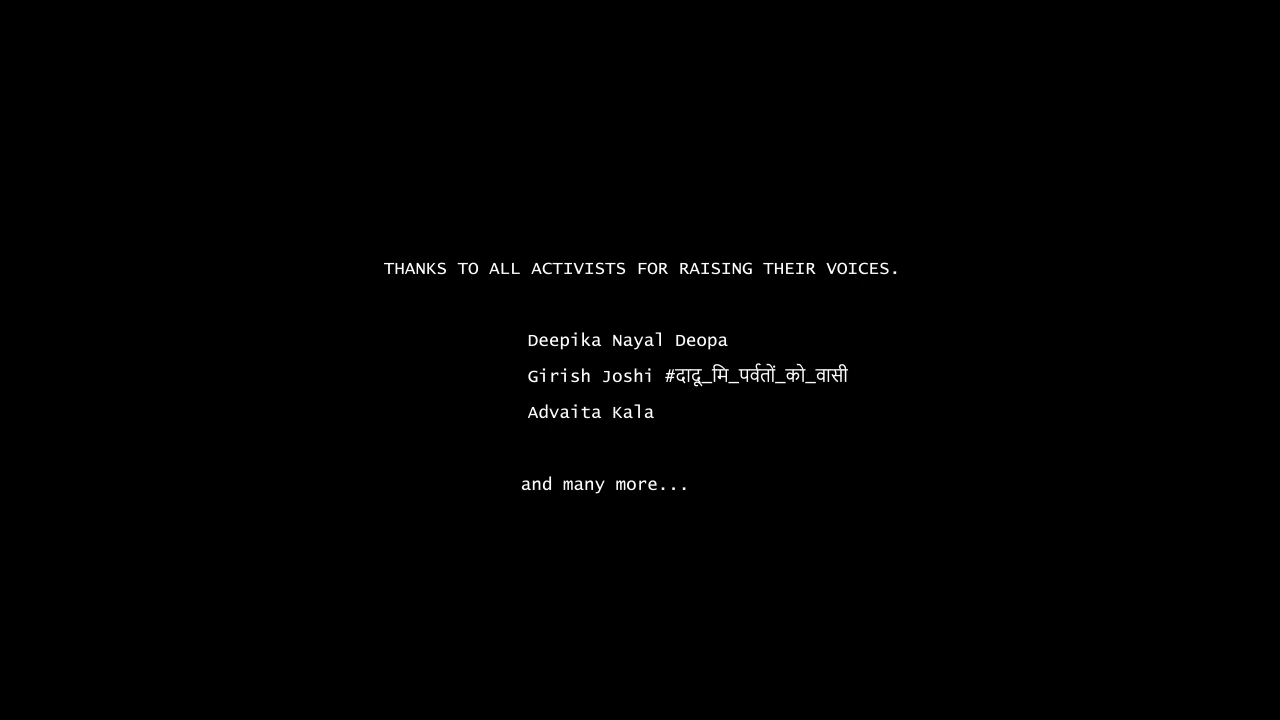 THANKS TO ALL ACTIVISTS FOR RAISING THEIR VOICES.
Deepika Nayal Deopa
Girish Joshi #दादू_मि_पर्वतों_को_वासी
Advaita Kala
and many more...